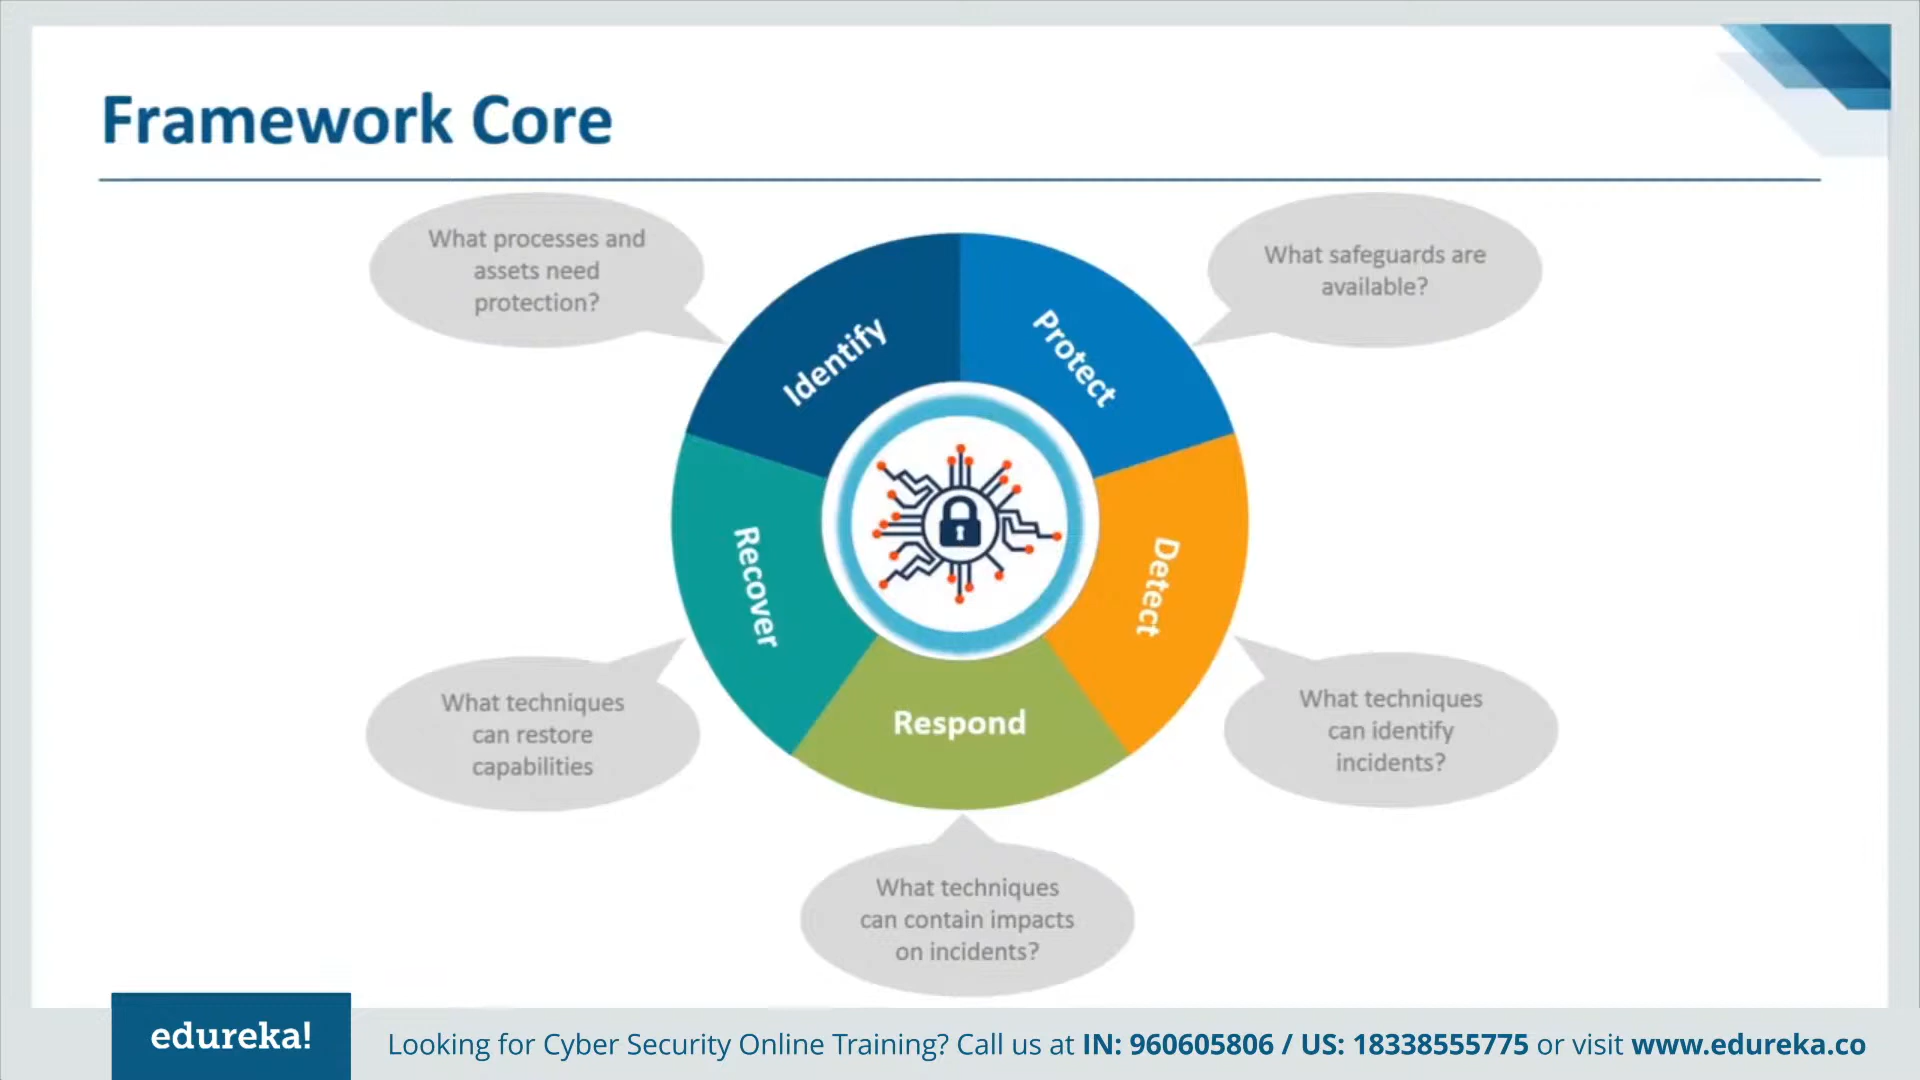 Framework Core
What processes and
assets need
protection?
What safeguards are
available?
Identify
Protect
Recover
Detect
Respond
What techniques
can restore
capabilities
What techniques
can identify
incidents?
What techniques
can contain impacts
on incidents?
edureka!
Looking for Cyber Security Online Training? Call us at IN: 960605806 / US: 18338555775 or visit www.edureka.co